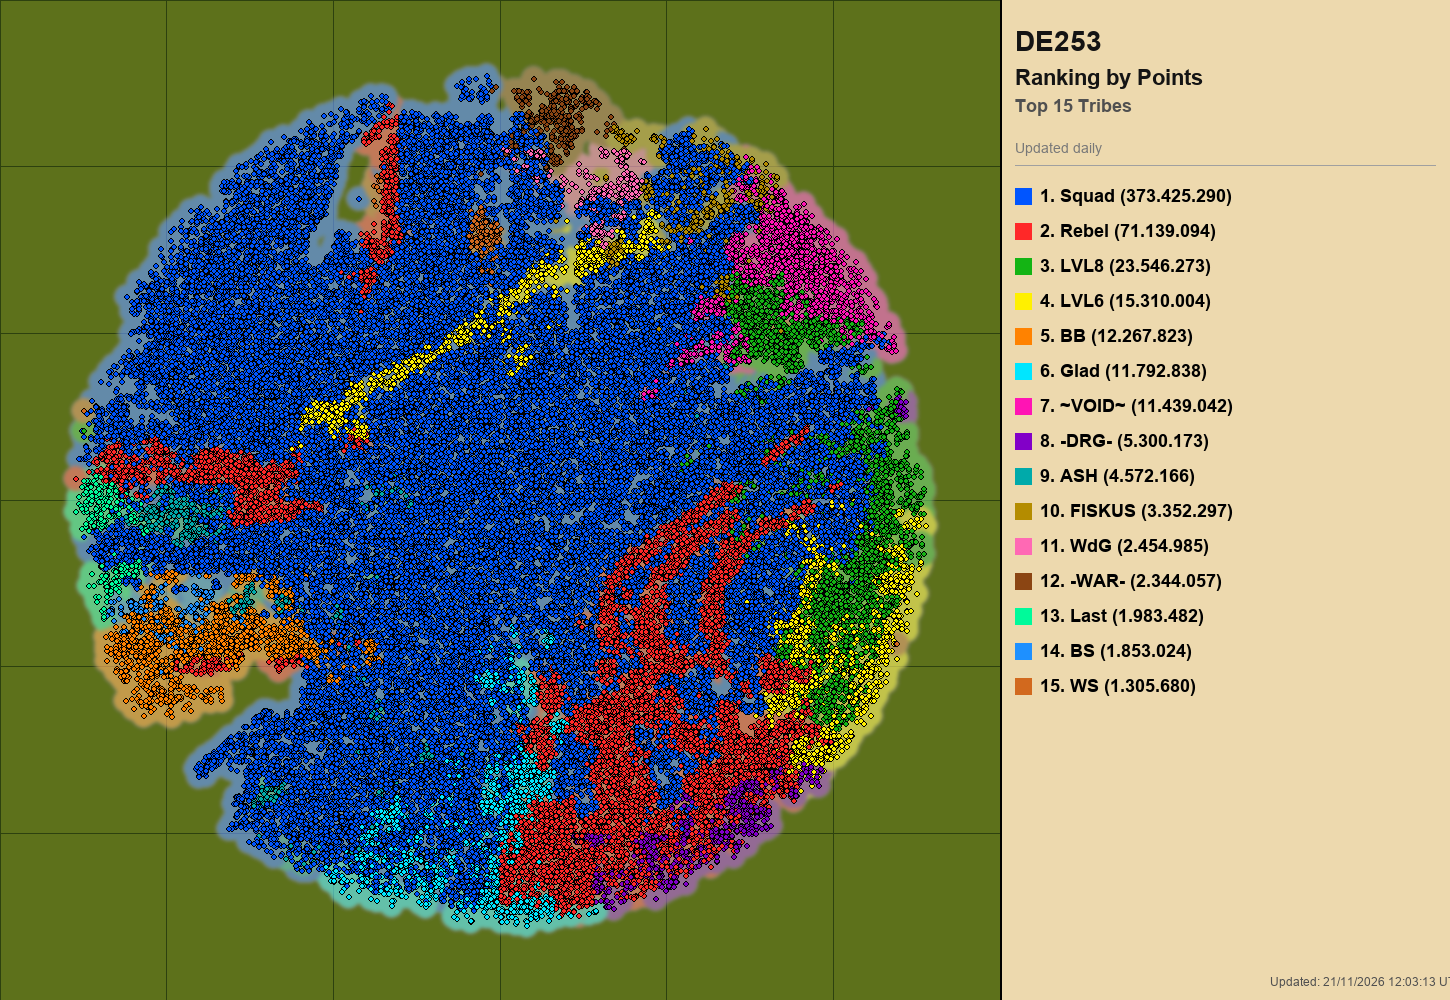 DE253
Ranking by Points
Top 15 Tribes
Updated daily
1. Squad (373.425.290)
2. Rebel (71.139.094)
3. LVL8 (23.546.273)
4. LVL6 (15.310.004)
5. BB (12.267.823)
6. Glad (11.792.838)
7. ~VOID~ (11.439.042)
8. -DRG- (5.300.173)
9. ASH (4.572.166)
10. FISKUS (3.352.297)
11. WdG (2.454.985)
12. -WAR- (2.344.057)
13. Last (1.983.482)
14. BS (1.853.024)
15. WS (1.305.680)
Updated: 21/11/2026 12:03:13 U